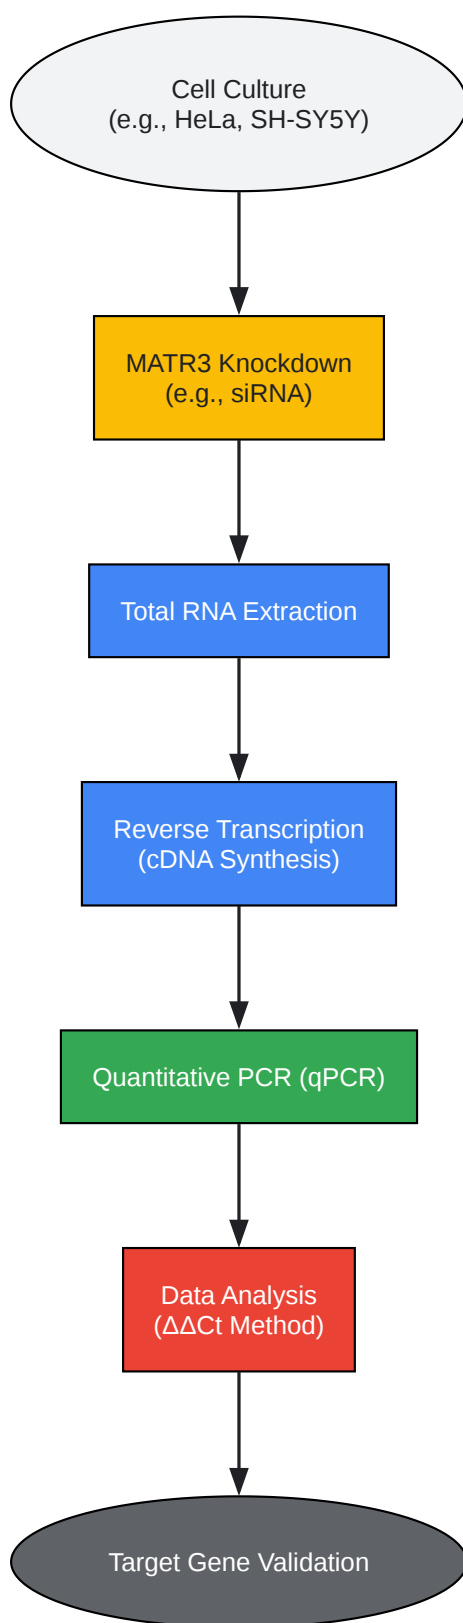 Cell Culture
(e.g., HeLa, SH-SY5Y)
MATR3 Knockdown
(e.g., siRNA)
Total RNA Extraction
Reverse Transcription
(cDNA Synthesis)
Quantitative PCR (qPCR)
Data Analysis
(ΔΔCt Method)
Target Gene Validation